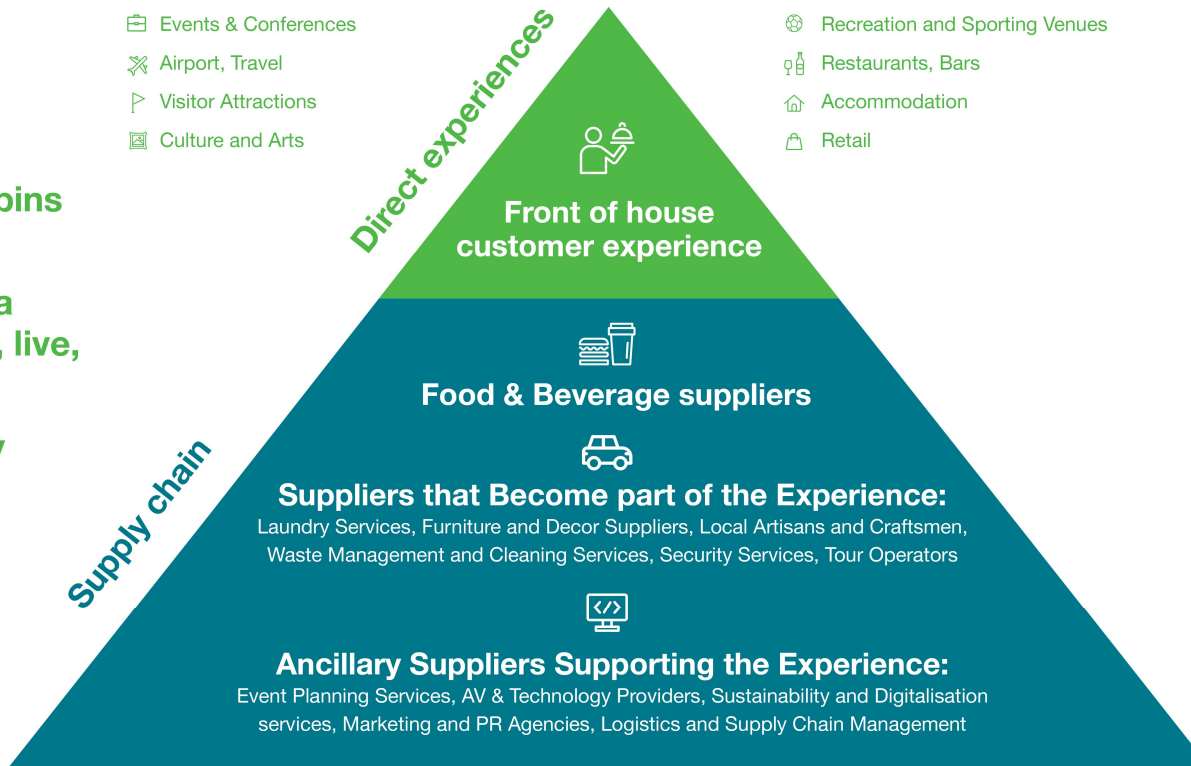 Events & Conferences
Airport, Travel
Visitor Attractions
Culture and Arts
Recreation and Sporting Venues
Restaurants, Bars
Accommodation
Retail
pins
a
, live,
Direct experiences
Front of house
customer experience
Supply chain
Food & Beverage suppliers
Suppliers that Become part of the Experience:
Laundry Services, Furniture and Decor Suppliers, Local Artisans and Craftsmen,
Waste Management and Cleaning Services, Security Services, Tour Operators
</>
Ancillary Suppliers Supporting the Experience:
Event Planning Services, AV & Technology Providers, Sustainability and Digitalisation
services, Marketing and PR Agencies, Logistics and Supply Chain Management